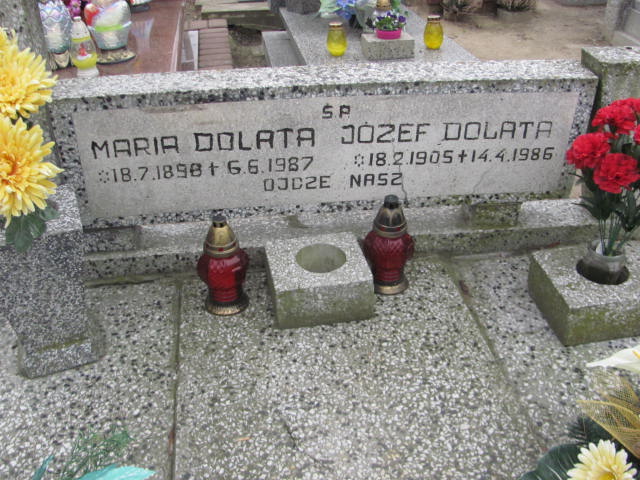 ŚP
MARIA DOLATA JÓZEF DOLATA
*18.7.1898 † 6.6.1987 *18.2.1905 † 14.4.1986
OJCZE NASZ